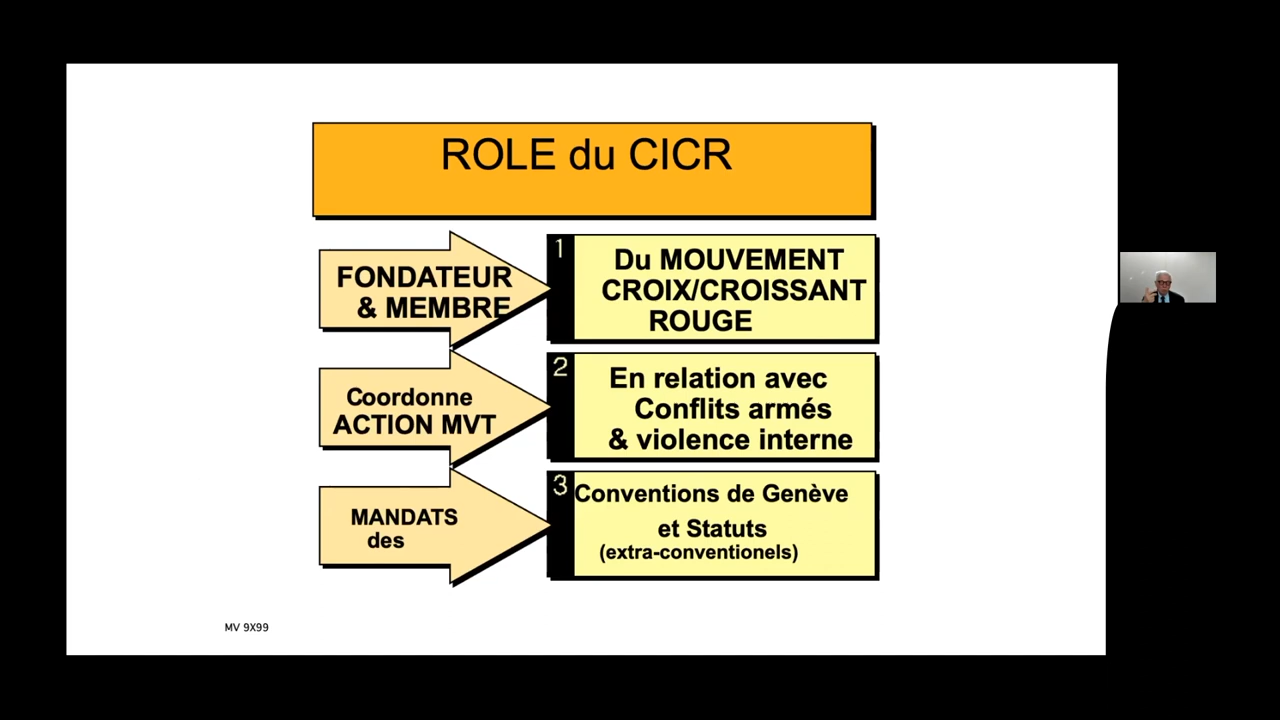 ROLE du CICR
FONDATEUR
& MEMBRE
1
Du MOUVEMENT
CROIX/CROISSANT
ROUGE
Coordonne
ACTION MVT
2
En relation avec
Conflits armés
& violence interne
MANDATS
des
3
Conventions de Genève
et Statuts
(extra-conventionels)
MV 9X99